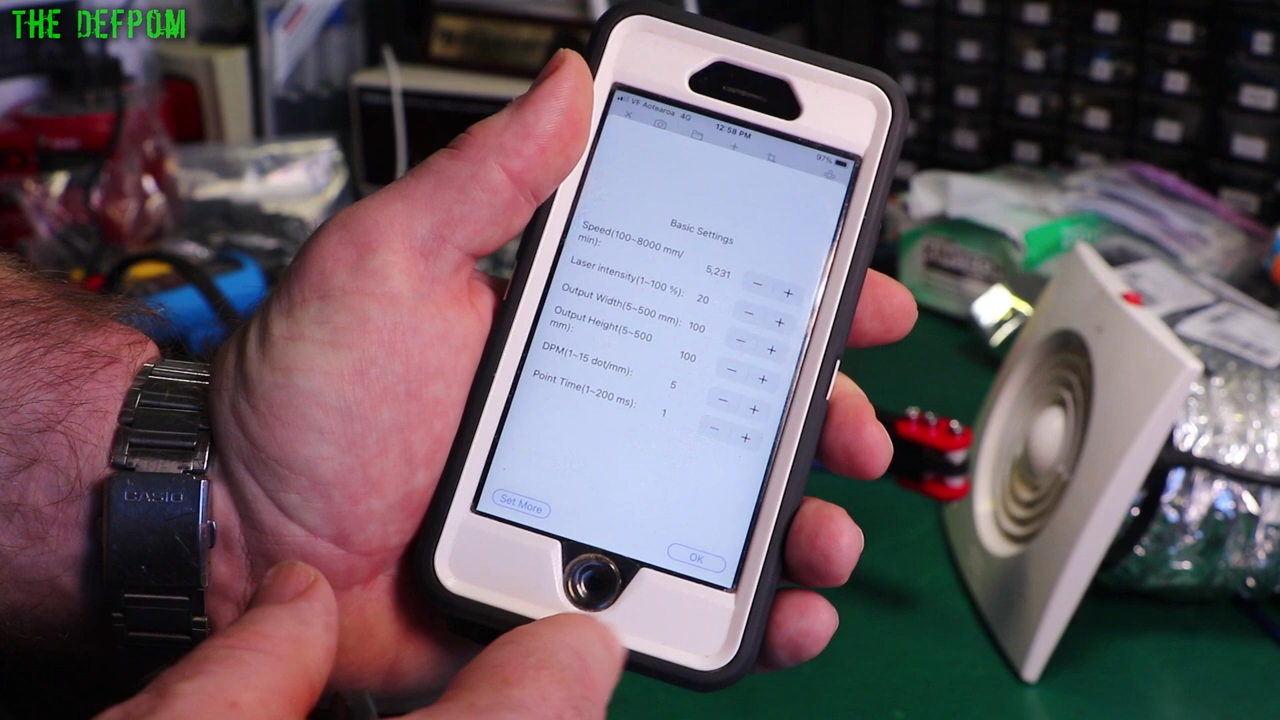 THE DEFPOM
VF Aotearoa 4G
12:58 PM
97%
Basic Settings
Speed(100~8000 mm/
min):
5,231
Laser intensity(1~100 %):
20
Output Width(5~500 mm):
100
Output Height(5~500
mm):
100
DPM(1~15 dot/mm):
5
Point Time(1~200 ms):
1
Set More
OK
CASIO